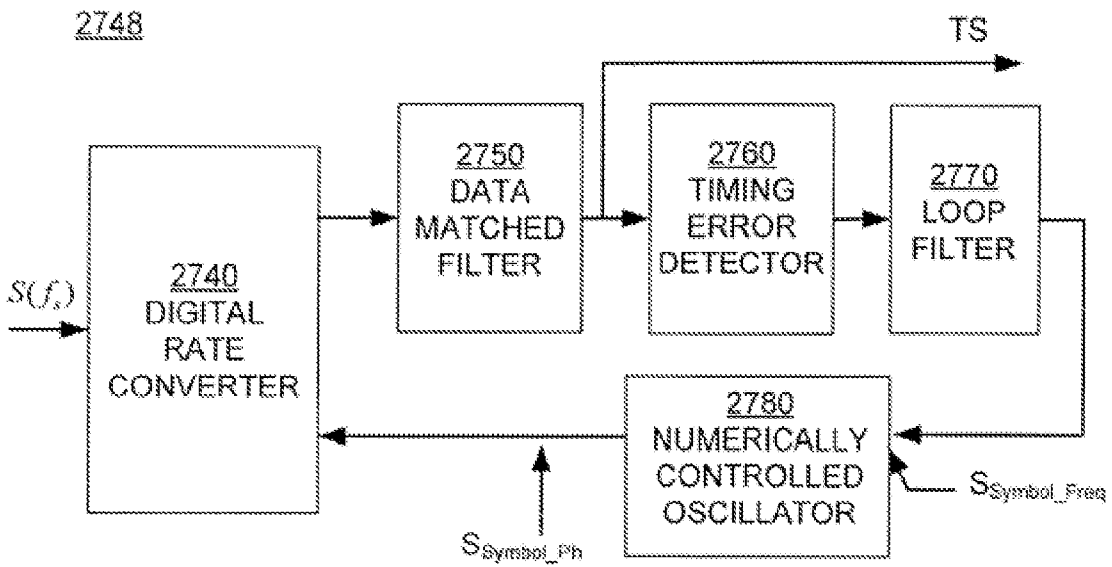 2748
TS
2750
DATA
MATCHED
FILTER
2760
TIMING
ERROR
DETECTOR
2770
LOOP
FILTER
S(fs)
2740
DIGITAL
RATE
CONVERTER
2780
NUMERICALLY
CONTROLLED
OSCILLATOR
SSymbol_Freq
SSymbol_Ph